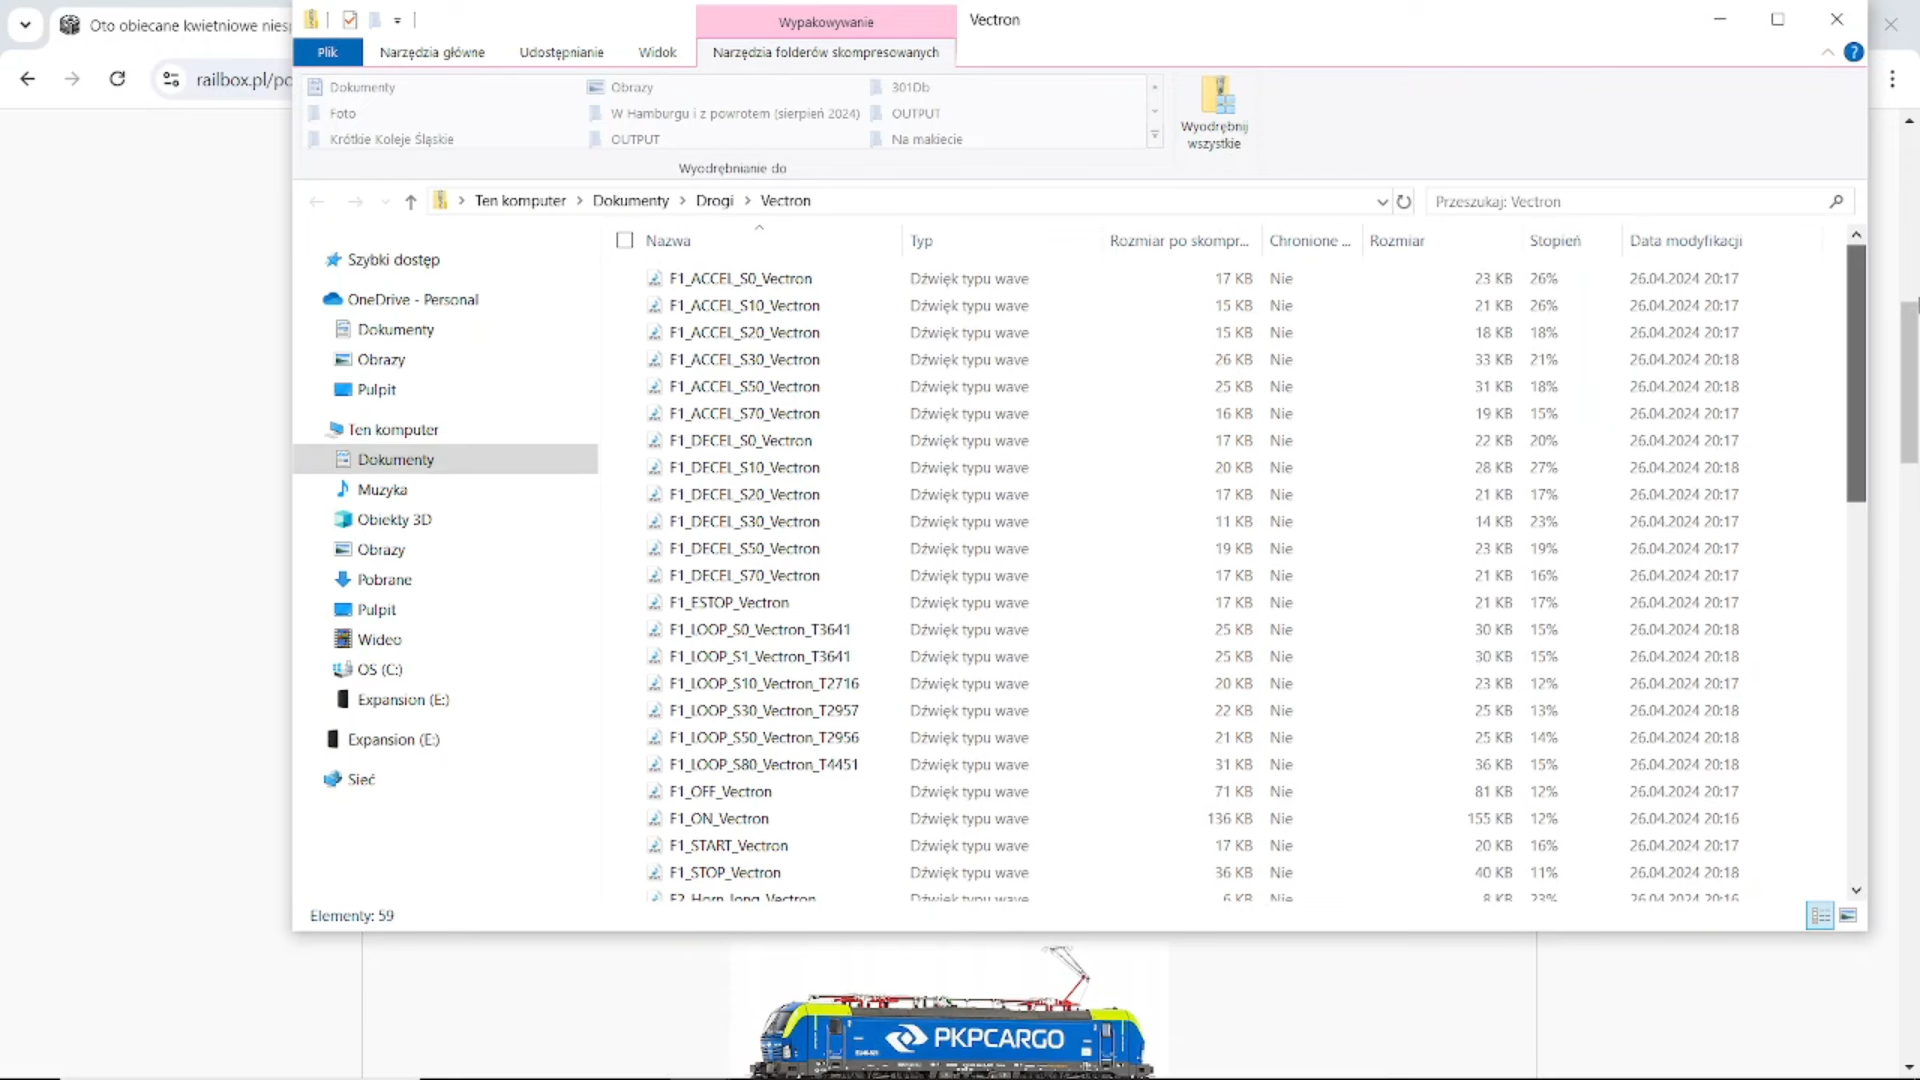 Oto obiecane kwietniowe nies
railbox.pl/po
Wypakowywanie
Vectron
Plik
Narzędzia główne
Udostępnianie
Widok
Narzędzia folderów skompresowanych
Dokumenty
Obrazy
301Db
Foto
W Hamburgu i z powrotem (sierpień 2024)
OUTPUT
Krótkie Koleje Śląskie
OUTPUT
Na makiecie
Wyodrębnij
wszystkie
Wyodrębnianie do
Ten komputer > Dokumenty > Drogi > Vectron
Przeszukaj: Vectron
Szybki dostęp
OneDrive - Personal
Dokumenty
Obrazy
Pulpit
Ten komputer
Dokumenty
Muzyka
Obiekty 3D
Obrazy
Pobrane
Pulpit
Wideo
OS (C:)
Expansion (E:)
Expansion (E:)
Sieć
Nazwa Typ Rozmiar po skompr... Chronione ... Rozmiar Stopień Data modyfikacji
F1_ACCEL_S0_Vectron Dźwięk typu wave 17 KB Nie 23 KB 26% 26.04.2024 20:17
F1_ACCEL_S10_Vectron Dźwięk typu wave 15 KB Nie 21 KB 26% 26.04.2024 20:17
F1_ACCEL_S20_Vectron Dźwięk typu wave 15 KB Nie 18 KB 18% 26.04.2024 20:17
F1_ACCEL_S30_Vectron Dźwięk typu wave 26 KB Nie 33 KB 21% 26.04.2024 20:18
F1_ACCEL_S50_Vectron Dźwięk typu wave 25 KB Nie 31 KB 18% 26.04.2024 20:18
F1_ACCEL_S70_Vectron Dźwięk typu wave 16 KB Nie 19 KB 15% 26.04.2024 20:17
F1_DECEL_S0_Vectron Dźwięk typu wave 17 KB Nie 22 KB 20% 26.04.2024 20:17
F1_DECEL_S10_Vectron Dźwięk typu wave 20 KB Nie 28 KB 27% 26.04.2024 20:18
F1_DECEL_S20_Vectron Dźwięk typu wave 17 KB Nie 21 KB 17% 26.04.2024 20:17
F1_DECEL_S30_Vectron Dźwięk typu wave 11 KB Nie 14 KB 23% 26.04.2024 20:18
F1_DECEL_S50_Vectron Dźwięk typu wave 19 KB Nie 23 KB 19% 26.04.2024 20:17
F1_DECEL_S70_Vectron Dźwięk typu wave 17 KB Nie 21 KB 16% 26.04.2024 20:17
F1_ESTOP_Vectron Dźwięk typu wave 17 KB Nie 21 KB 17% 26.04.2024 20:17
F1_LOOP_S0_Vectron_T3641 Dźwięk typu wave 25 KB Nie 30 KB 15% 26.04.2024 20:18
F1_LOOP_S1_Vectron_T3641 Dźwięk typu wave 25 KB Nie 30 KB 15% 26.04.2024 20:18
F1_LOOP_S10_Vectron_T2716 Dźwięk typu wave 20 KB Nie 23 KB 12% 26.04.2024 20:17
F1_LOOP_S30_Vectron_T2957 Dźwięk typu wave 22 KB Nie 25 KB 13% 26.04.2024 20:18
F1_LOOP_S50_Vectron_T2956 Dźwięk typu wave 21 KB Nie 25 KB 14% 26.04.2024 20:18
F1_LOOP_S80_Vectron_T4451 Dźwięk typu wave 31 KB Nie 36 KB 15% 26.04.2024 20:18
F1_OFF_Vectron Dźwięk typu wave 71 KB Nie 81 KB 12% 26.04.2024 20:17
F1_ON_Vectron Dźwięk typu wave 136 KB Nie 155 KB 12% 26.04.2024 20:16
F1_START_Vectron Dźwięk typu wave 17 KB Nie 20 KB 16% 26.04.2024 20:17
F1_STOP_Vectron Dźwięk typu wave 36 KB Nie 40 KB 11% 26.04.2024 20:18
F2_Horn_long_Vectron Dźwięk typu wave 6 KB Nie 8 KB 23% 26.04.2024 20:16
Elementy: 59
PKPCARGO